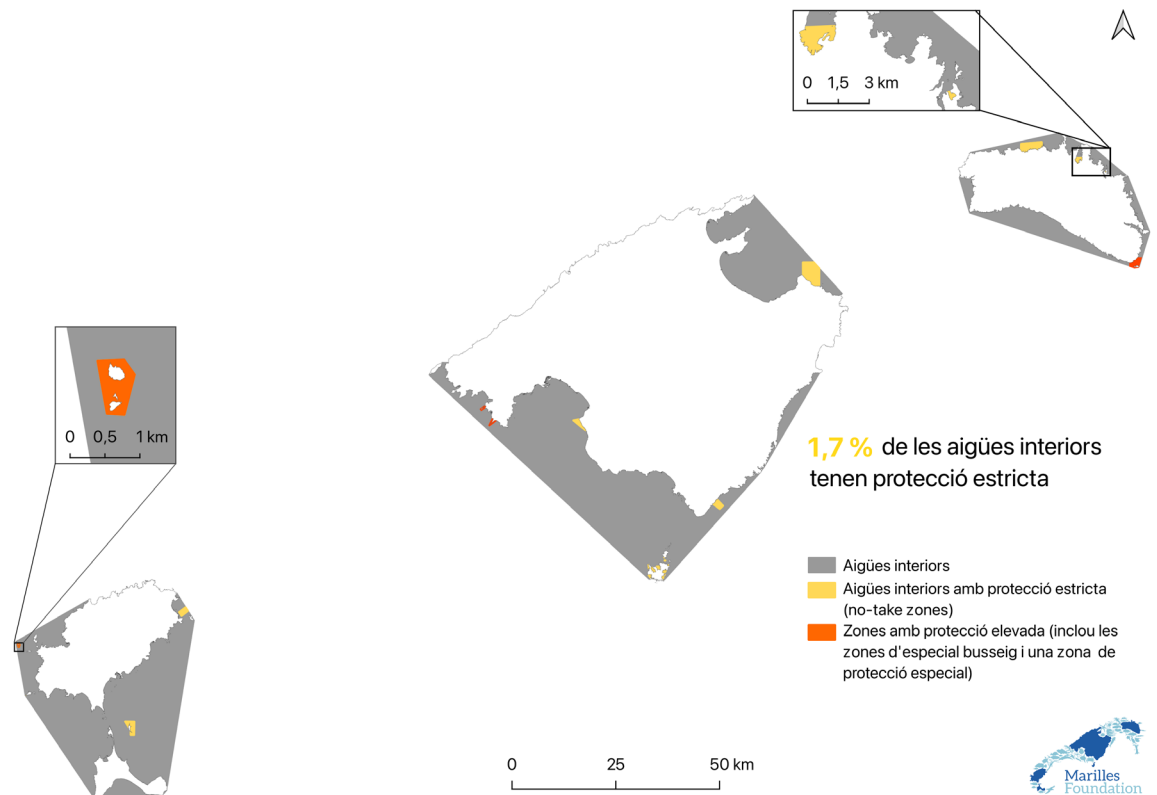 0 1,5 3 km
0 0,5 1 km
1,7 % de les aigües interiors
tenen protecció estricta
Aigües interiors
Aigües interiors amb protecció estricta
(no-take zones)
Zones amb protecció elevada (inclou les
zones d'especial busseig i una zona de
protecció especial)
0 25 50 km
Marilles
Foundation